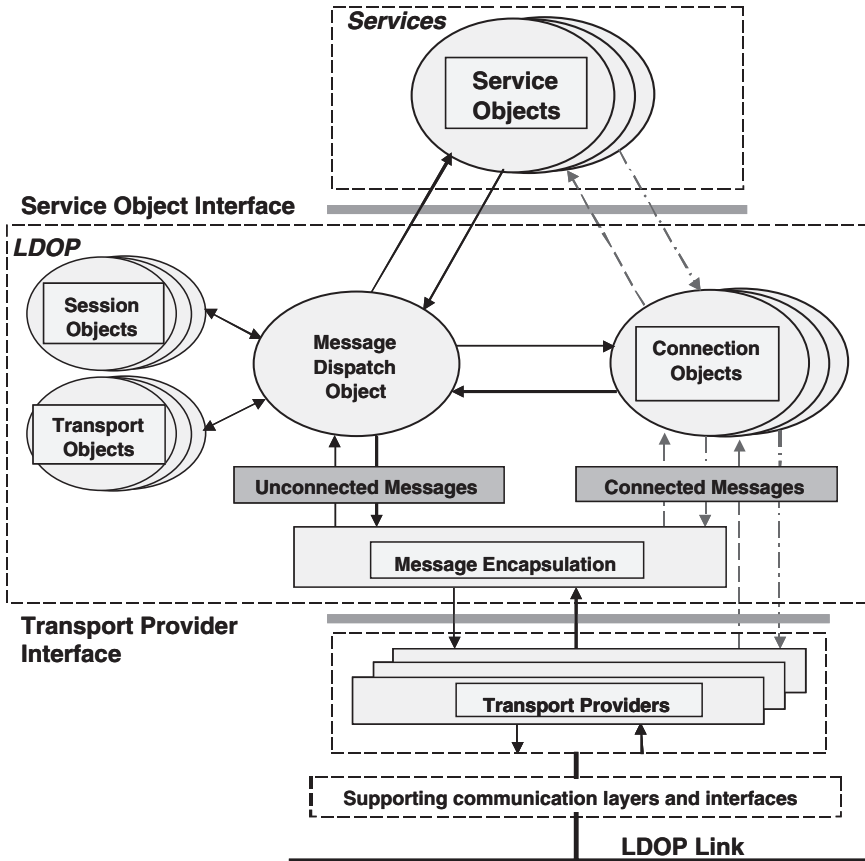 Services
Service
Objects
Service Object Interface
LDOP
Session
Objects
Message
Dispatch
Object
Connection
Objects
Transport
Objects
Unconnected Messages
Connected Messages
Message Encapsulation
Transport Provider
Interface
Transport Providers
Supporting communication layers and interfaces
LDOP Link